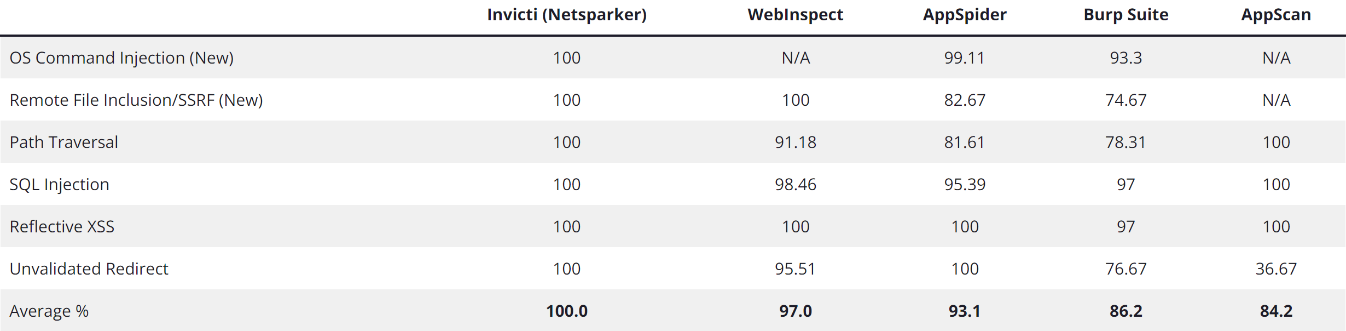 Invicti (Netsparker) WebInspect AppSpider Burp Suite AppScan
OS Command Injection (New) 100 N/A 99.11 93.3 N/A
Remote File Inclusion/SSRF (New) 100 100 82.67 74.67 N/A
Path Traversal 100 91.18 81.61 78.31 100
SQL Injection 100 98.46 95.39 97 100
Reflective XSS 100 100 100 97 100
Unvalidated Redirect 100 95.51 100 76.67 36.67
Average % 100.0 97.0 93.1 86.2 84.2